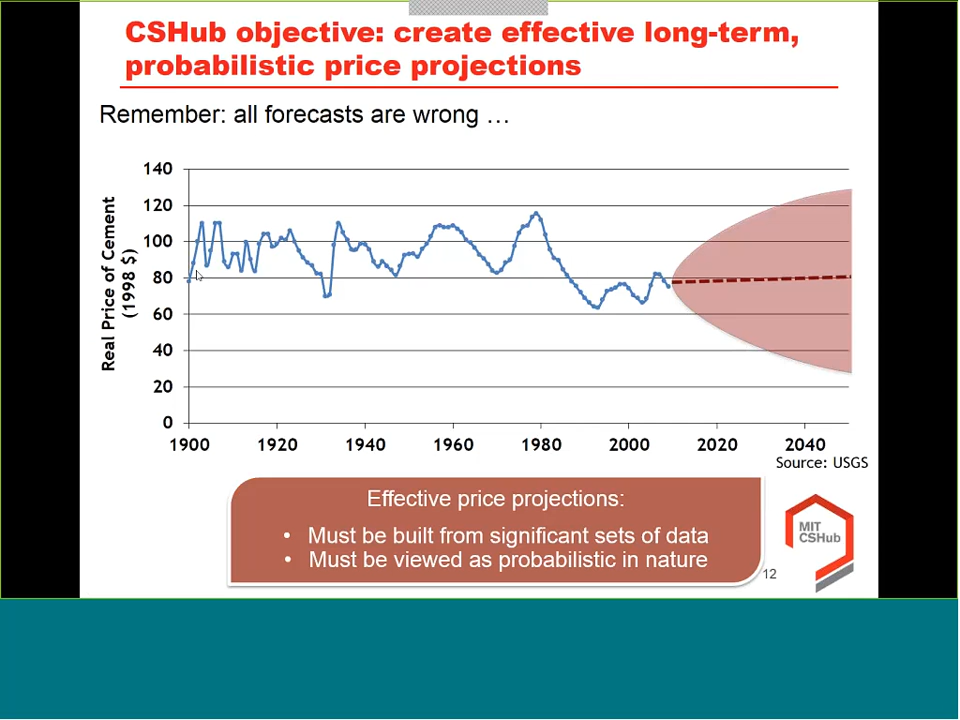 CSHub objective: create effective long-term,
probabilistic price projections
Remember: all forecasts are wrong …
140
120
100
80
60
40
20
0
Real Price of Cement
(1998 $)
1900 1920 1940 1960 1980 2000 2020 2040
Source: USGS
Effective price projections:
• Must be built from significant sets of data
• Must be viewed as probabilistic in nature
12
MIT
CSHub